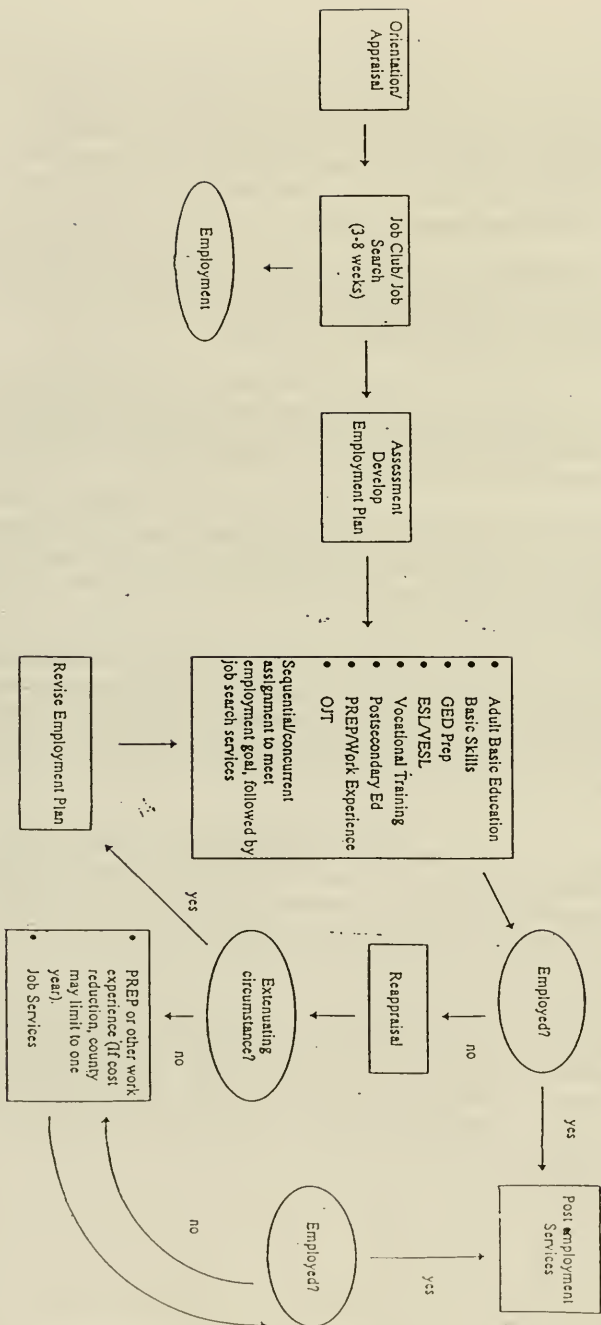 Orientation/
Appraisal
Job Club/ Job
Search
(3-8 weeks)
Employment
Assessment
Develop
Employment Plan
• Adult Basic Education
• Basic Skills
• GED Prep
• ESL/VESL
• Vocational Training
• Postsecondary Ed
• PREP/Work Experience
• OJT
Sequential/concurrent
assignment to meet
employment goal, followed by
job search services
Revise Employment Plan
Employed?
yes
no
Post employment
Services
Reappraisal
Extenuating
circumstance?
yes
no
• PREP or other work
experience (If cost
reduction, county
may limit to one
year).
• Job Services
Employed?
yes
no